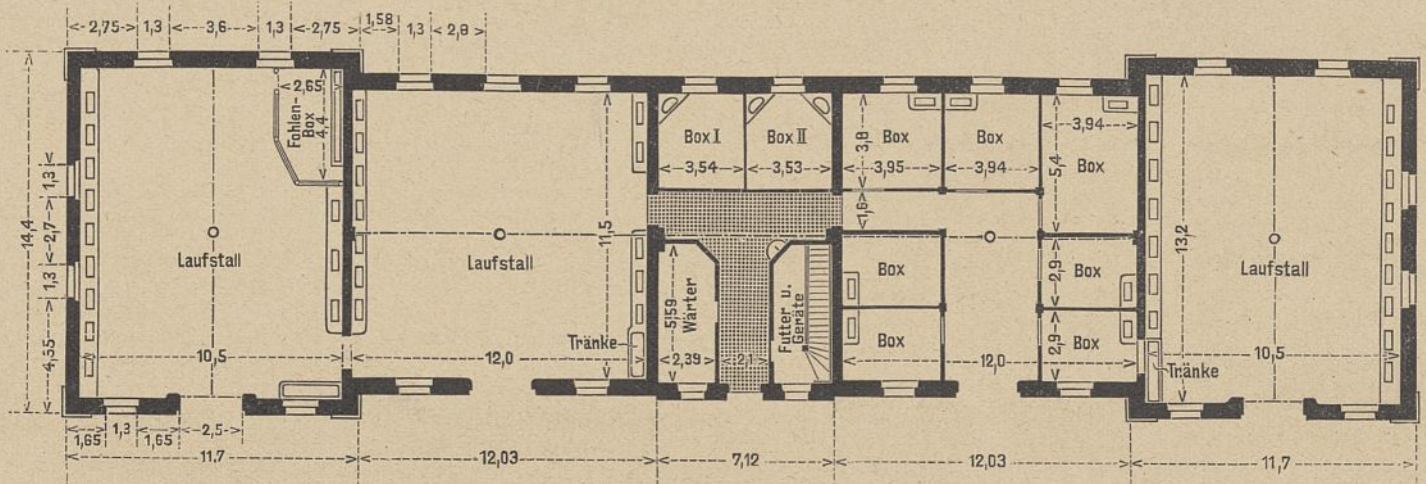 2,75 1,3 3,6 1,3 2,75 1,58 1,3 2,8
2,65
Fohlen-
Box
4,4
14,4
1,3
2,7
1,3
4,55
Laufstall
10,5
11,5
Laufstall
Tränke
12,0
Box I
3,54
Box II
3,53
5,59
Wärter
2,39
2,1
Futter u.
Geräte
3,8
Box
3,95
Box
3,94
3,94
Box
5,4
1,6
Box
Box
12,0
2,9
Box
2,9
Box
13,2
Laufstall
10,5
Tränke
1,65 1,3 1,65 2,5
11,7 12,03 7,12 12,03 11,7